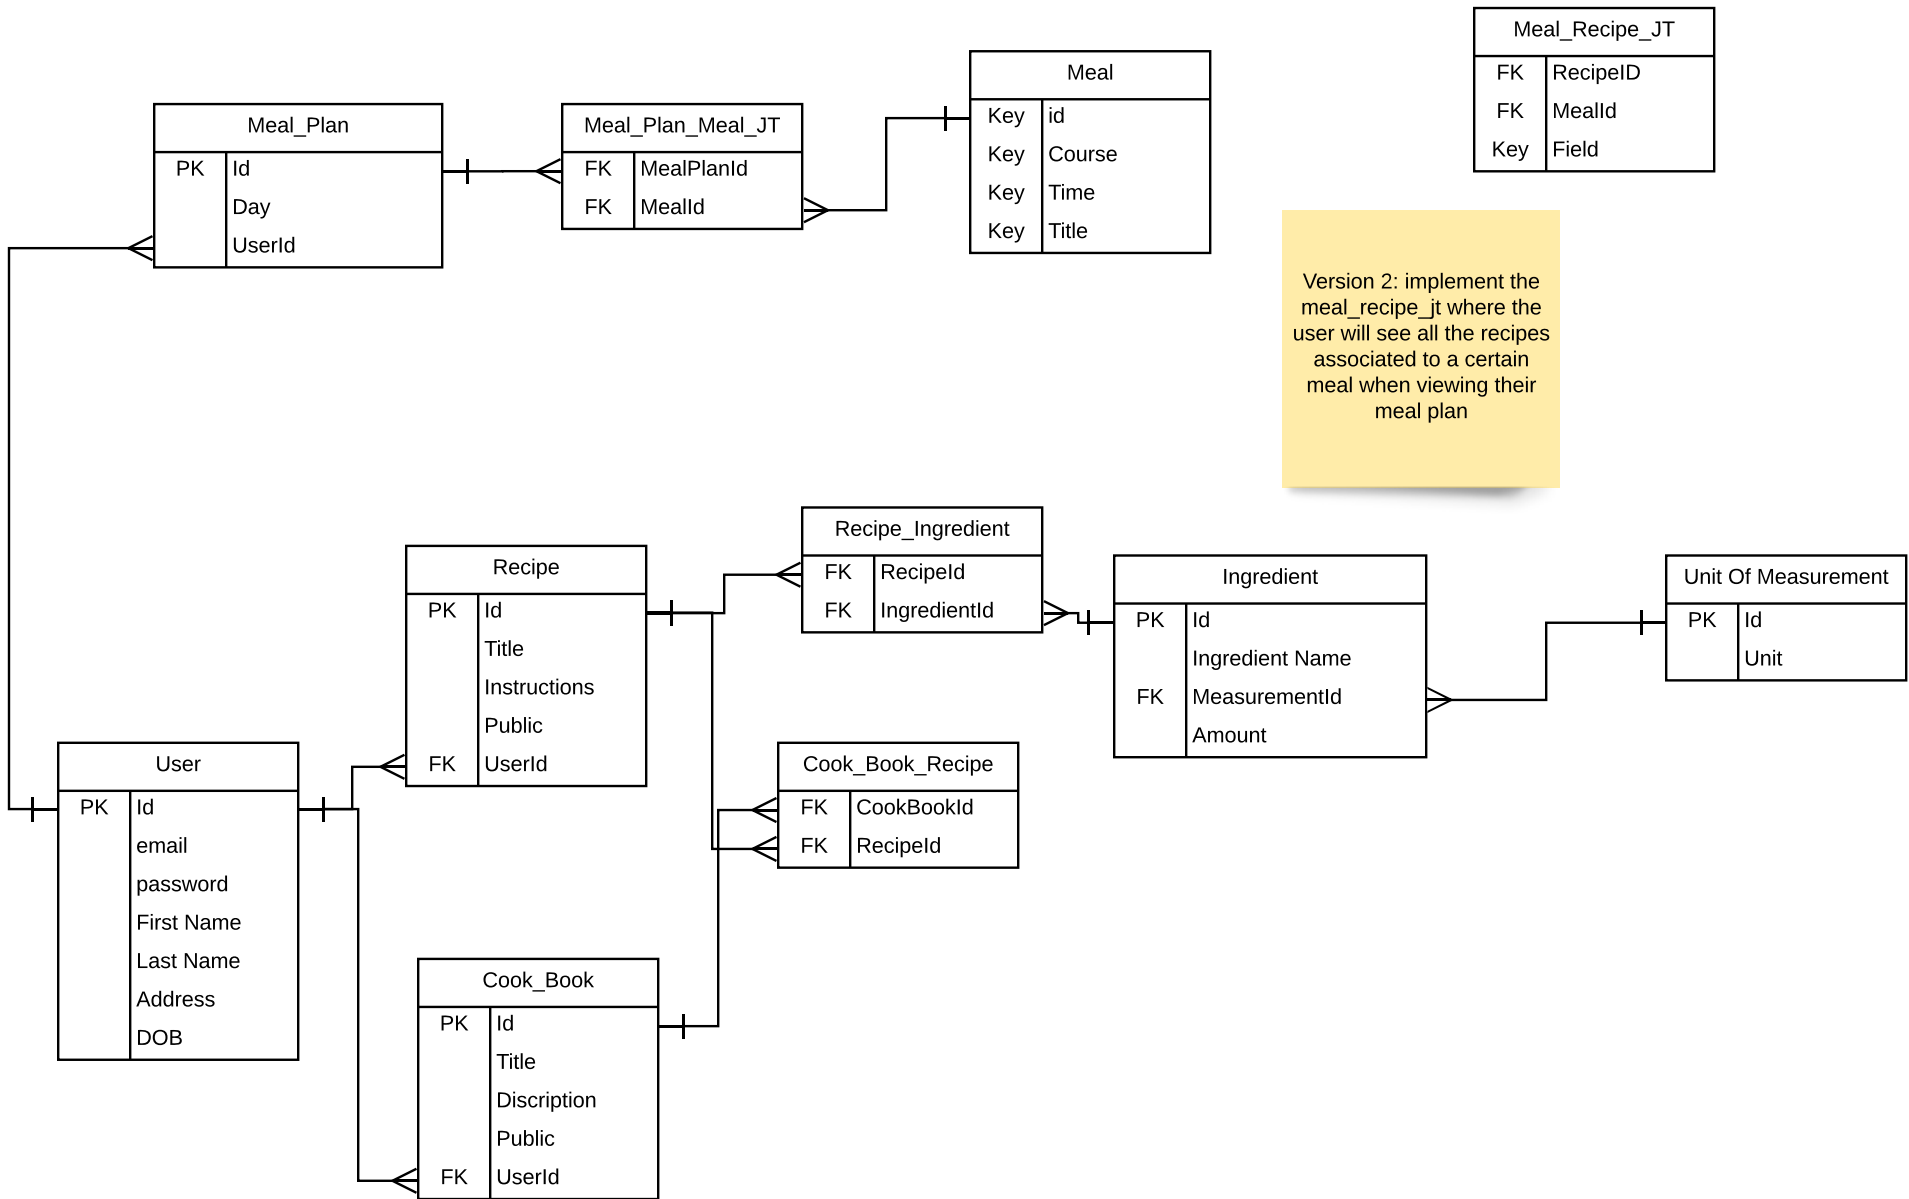 Meal_Recipe_JT
FK RecipeID
FK MealId
Key Field
Meal
Key id
Key Course
Key Time
Key Title
Meal_Plan
PK Id
Day
UserId
Meal_Plan_Meal_JT
FK MealPlanId
FK MealId
Version 2: implement the
meal_recipe_jt where the
user will see all the recipes
associated to a certain
meal when viewing their
meal plan
Recipe_Ingredient
FK RecipeId
FK IngredientId
Recipe
PK Id
Title
Instructions
Public
FK UserId
Ingredient
PK Id
Ingredient Name
FK MeasurementId
Amount
Unit Of Measurement
PK Id
Unit
User
PK Id
email
password
First Name
Last Name
Address
DOB
Cook_Book_Recipe
FK CookBookId
FK RecipeId
Cook_Book
PK Id
Title
Discription
Public
FK UserId